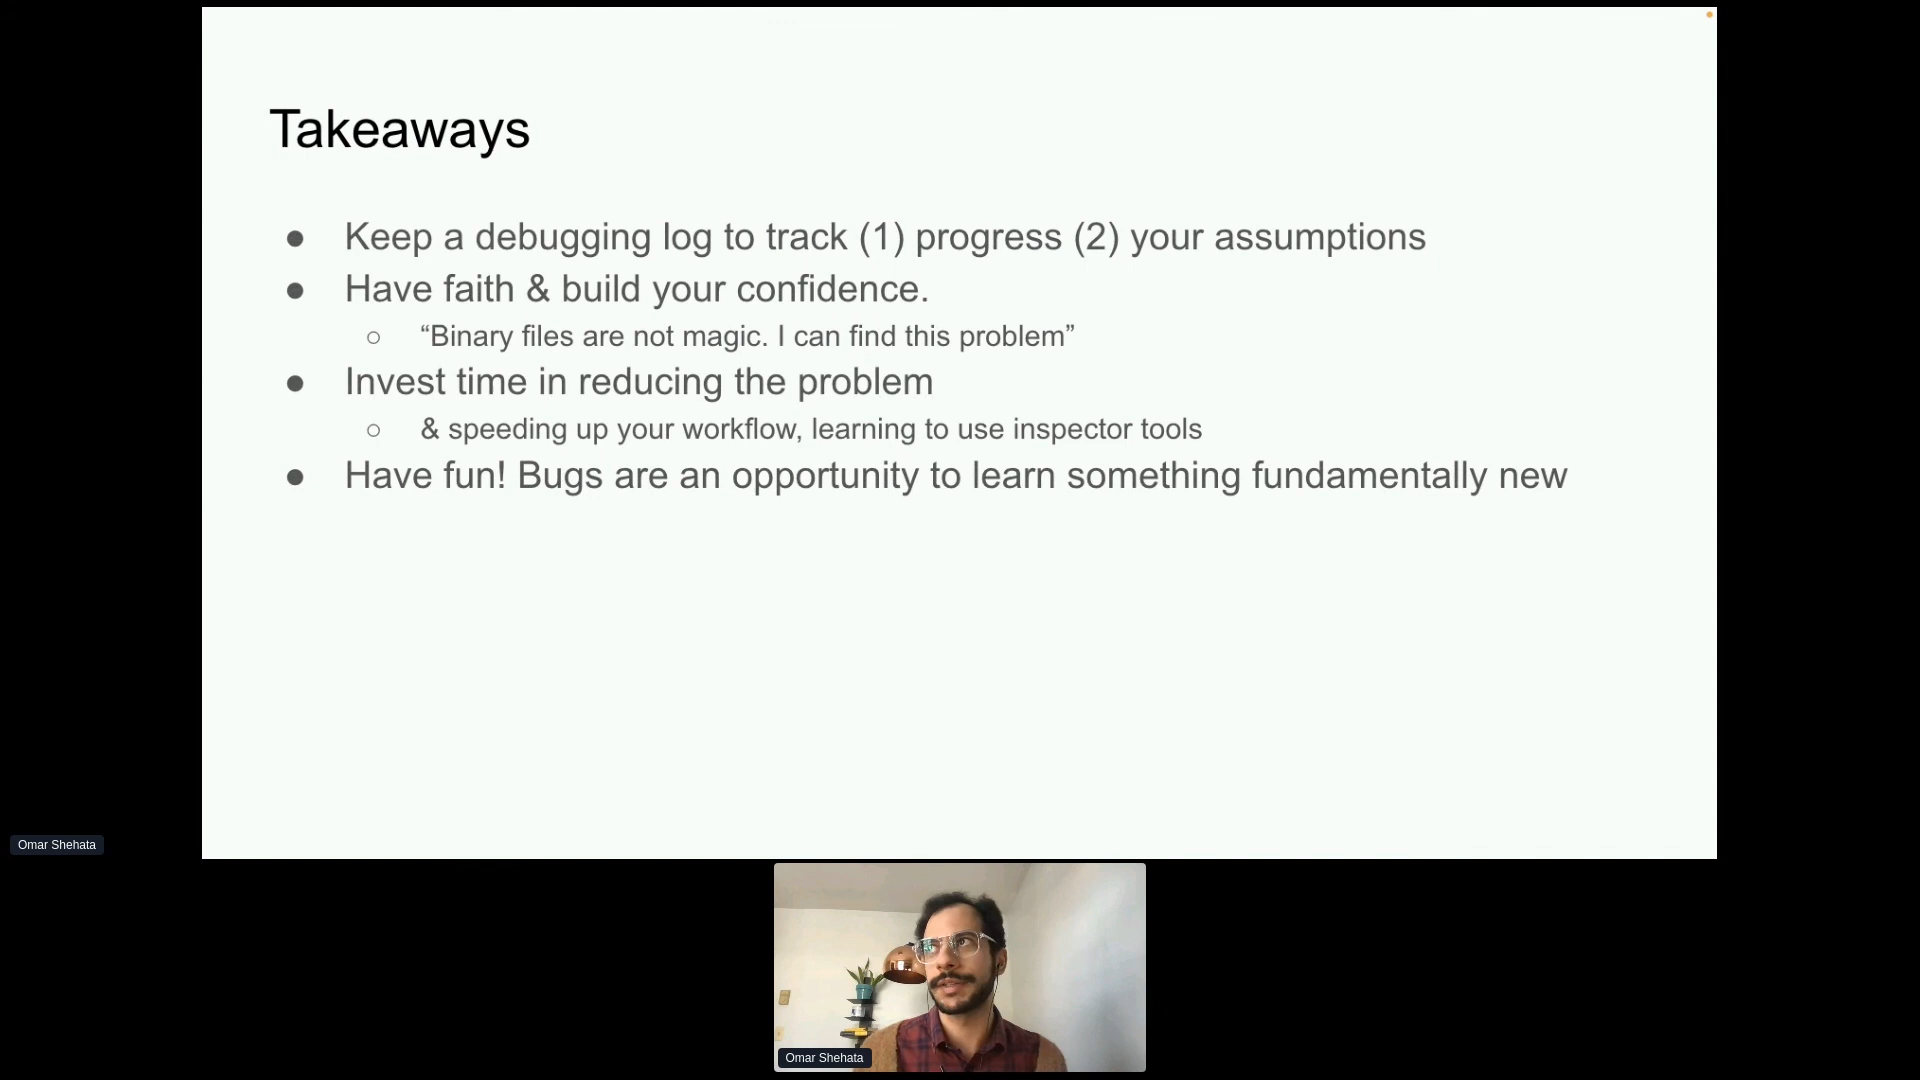 Takeaways
● Keep a debugging log to track (1) progress (2) your assumptions
● Have faith & build your confidence.
○ “Binary files are not magic. I can find this problem”
● Invest time in reducing the problem
○ & speeding up your workflow, learning to use inspector tools
● Have fun! Bugs are an opportunity to learn something fundamentally new
Omar Shehata
Omar Shehata